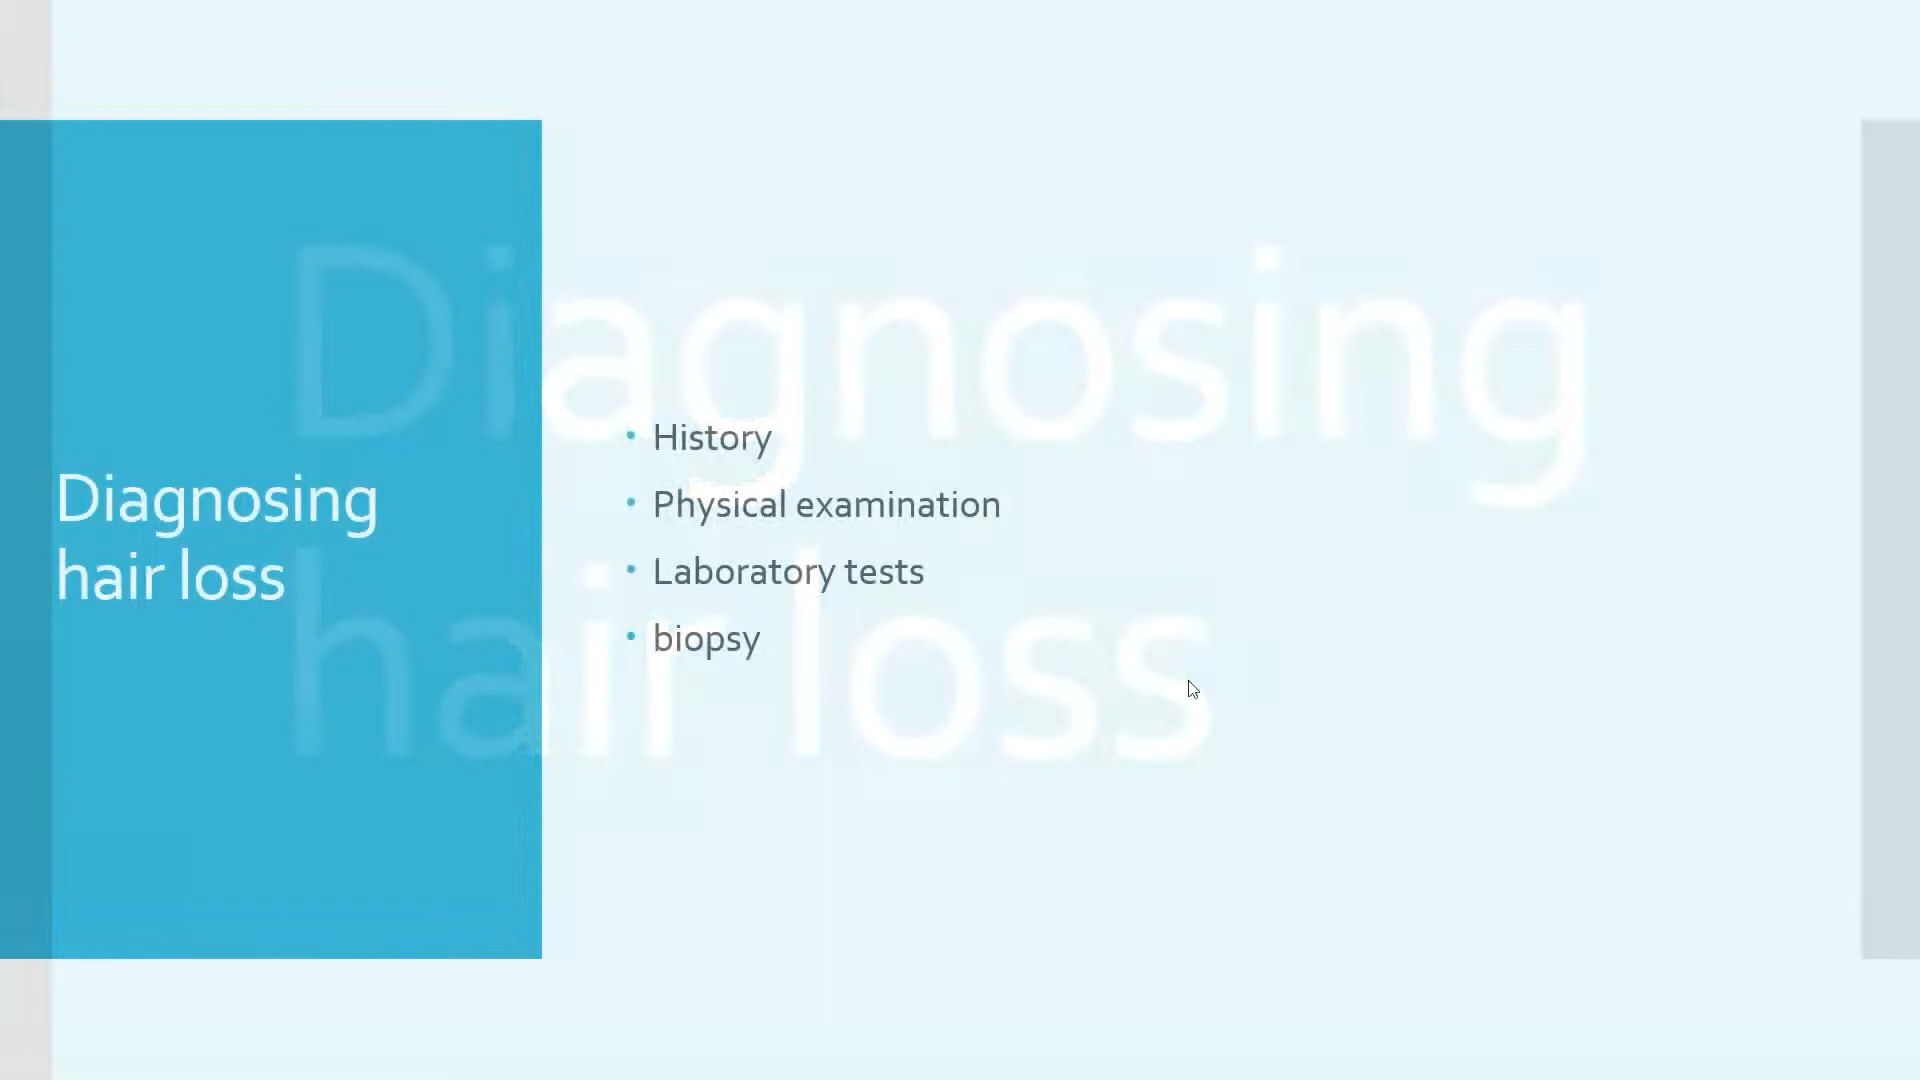 Diagnosing
hair loss
Diagnosing
hair loss
History
Physical examination
Laboratory tests
biopsy